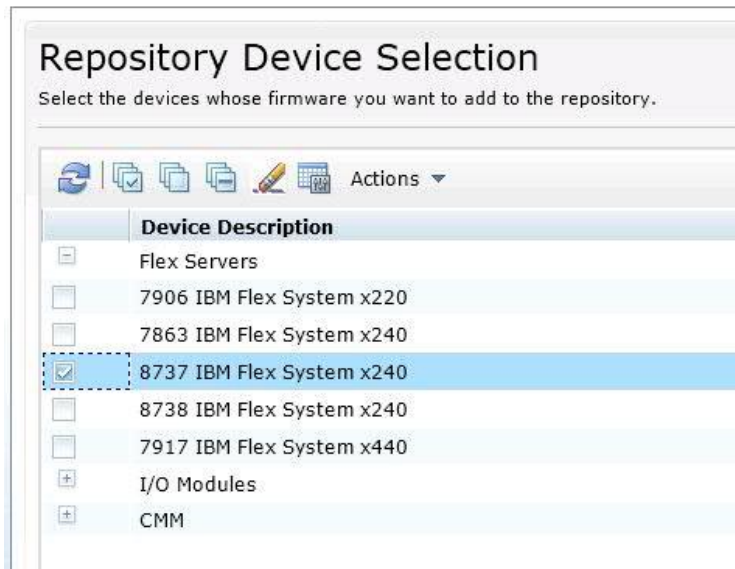 Repository Device Selection
Select the devices whose firmware you want to add to the repository.
Actions
Device Description
Flex Servers
7906 IBM Flex System x220
7863 IBM Flex System x240
8737 IBM Flex System x240
8738 IBM Flex System x240
7917 IBM Flex System x440
I/O Modules
CMM